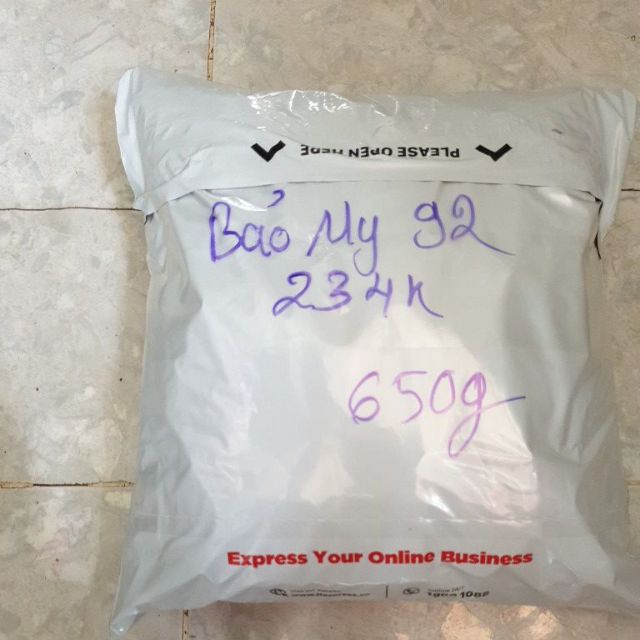 PLEASE OPEN HERE
Bảo My 92
234k
650g
Express Your Online Business